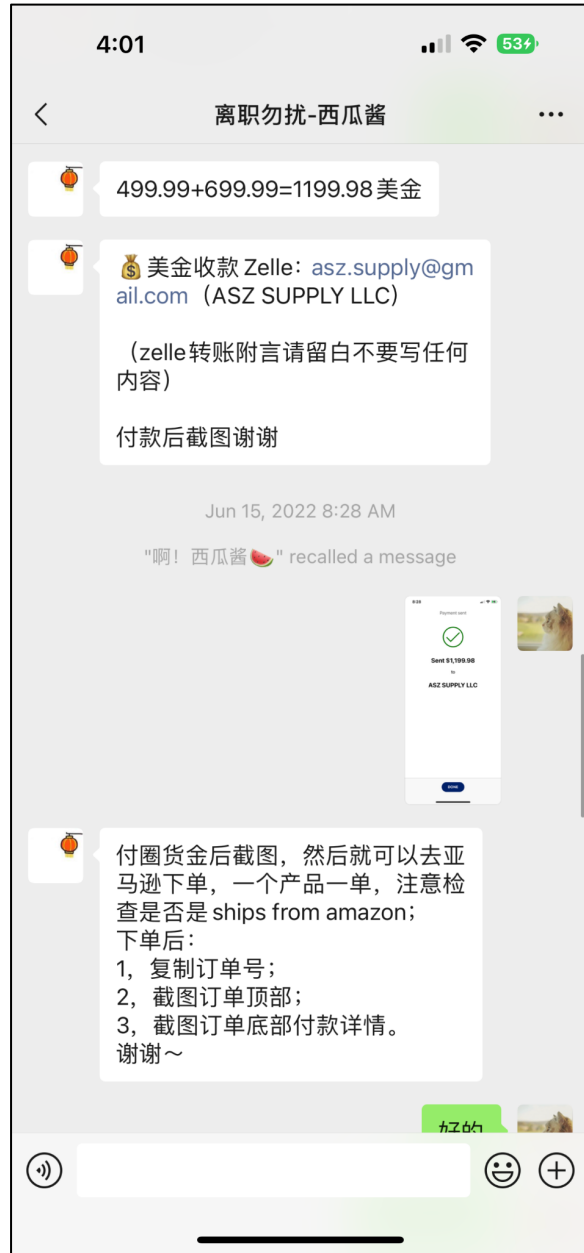 4:01
53
离职勿扰-西瓜酱
499.99+699.99=1199.98美金
💰美金收款 Zelle：asz.supply@gm
ail.com（ASZ SUPPLY LLC）
（zelle转账附言请留白不要写任何
内容）
付款后截图谢谢
Jun 15, 2022 8:28 AM
"啊！西瓜酱🍉" recalled a message
9:28
Payment sent
Sent $1,199.98
to
ASZ SUPPLY LLC
DONE
付圈货金后截图，然后就可以去亚
马逊下单，一个产品一单，注意检
查是否是 ships from amazon；
下单后：
1，复制订单号；
2，截图订单顶部；
3，截图订单底部付款详情。
谢谢～
好的